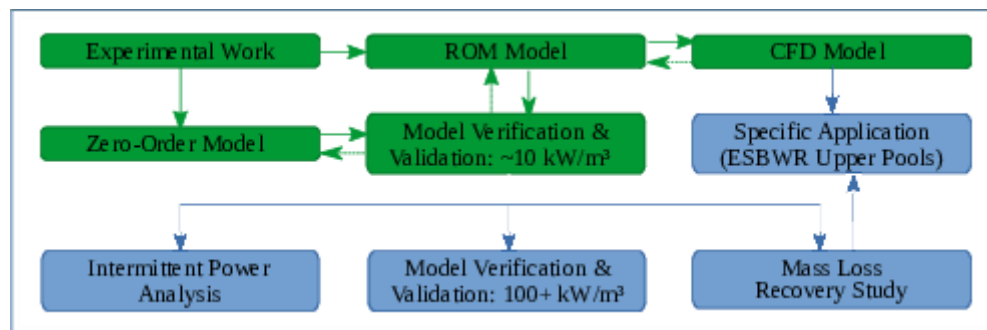 Experimental Work
ROM Model
CFD Model
Zero-Order Model
Model Verification &
Validation: ~10 kW/m³
Specific Application
(ESBWR Upper Pools)
Intermittent Power
Analysis
Model Verification &
Validation: 100+ kW/m³
Mass Loss
Recovery Study